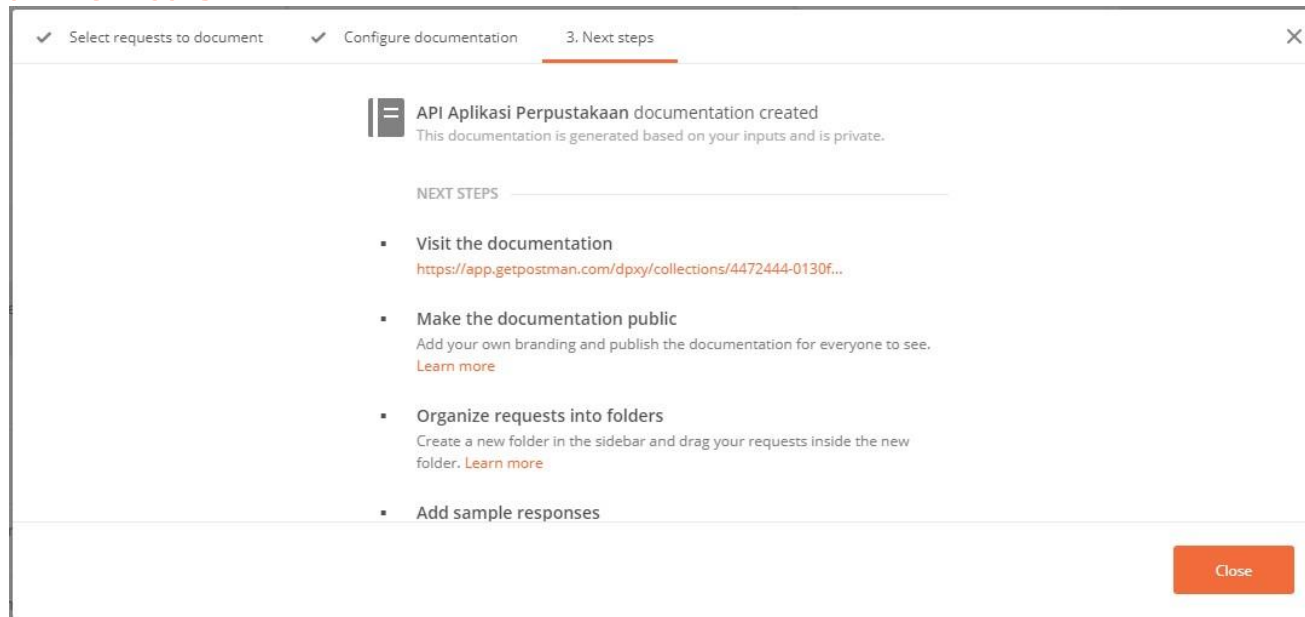 Select requests to document
Configure documentation
3. Next steps
API Aplikasi Perpustakaan documentation created
This documentation is generated based on your inputs and is private.
NEXT STEPS
Visit the documentation
https://app.getpostman.com/dpxy/collections/4472444-0130f...
Make the documentation public
Add your own branding and publish the documentation for everyone to see.
Learn more
Organize requests into folders
Create a new folder in the sidebar and drag your requests inside the new
folder. Learn more
Add sample responses
Close